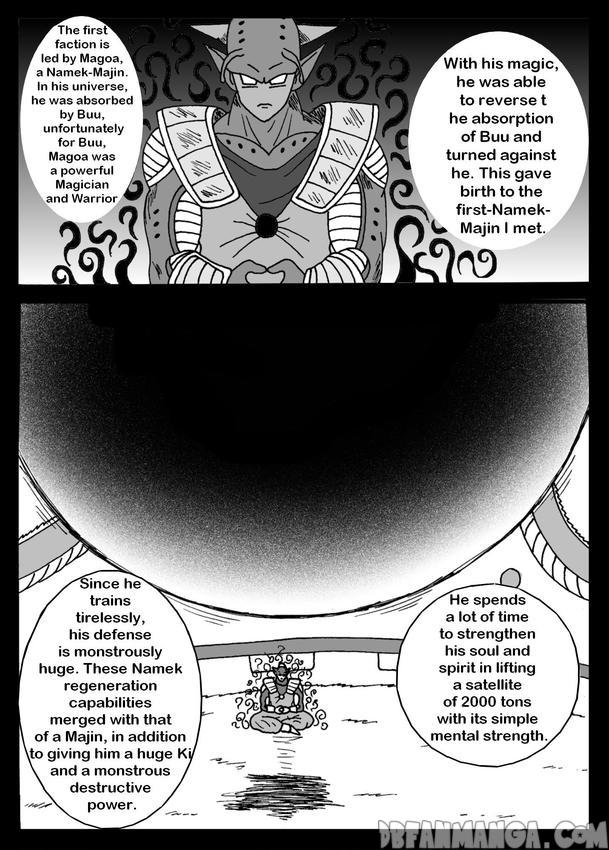 The first
faction is
led by Magoa,
a Namek-Majin.
In his universe,
he was absorbed
by Buu,
unfortunately
for Buu,
Magoa was
a powerful
Magician
and Warrior
With his magic,
he was able
to reverse t
he absorption
of Buu and
turned against
he. This gave
birth to the
first-Namek-
Majin I met.
Since he
trains
tirelessly,
his defense
is monstrously
huge. These Namek
regeneration
capabilities
merged with that
of a Majin, in addition
to giving him a huge Ki
and a monstrous
destructive
power.
He spends
a lot of time
to strengthen
his soul and
spirit in lifting
a satellite
of 2000 tons
with its simple
mental strength.
DBFANMANGA.COM